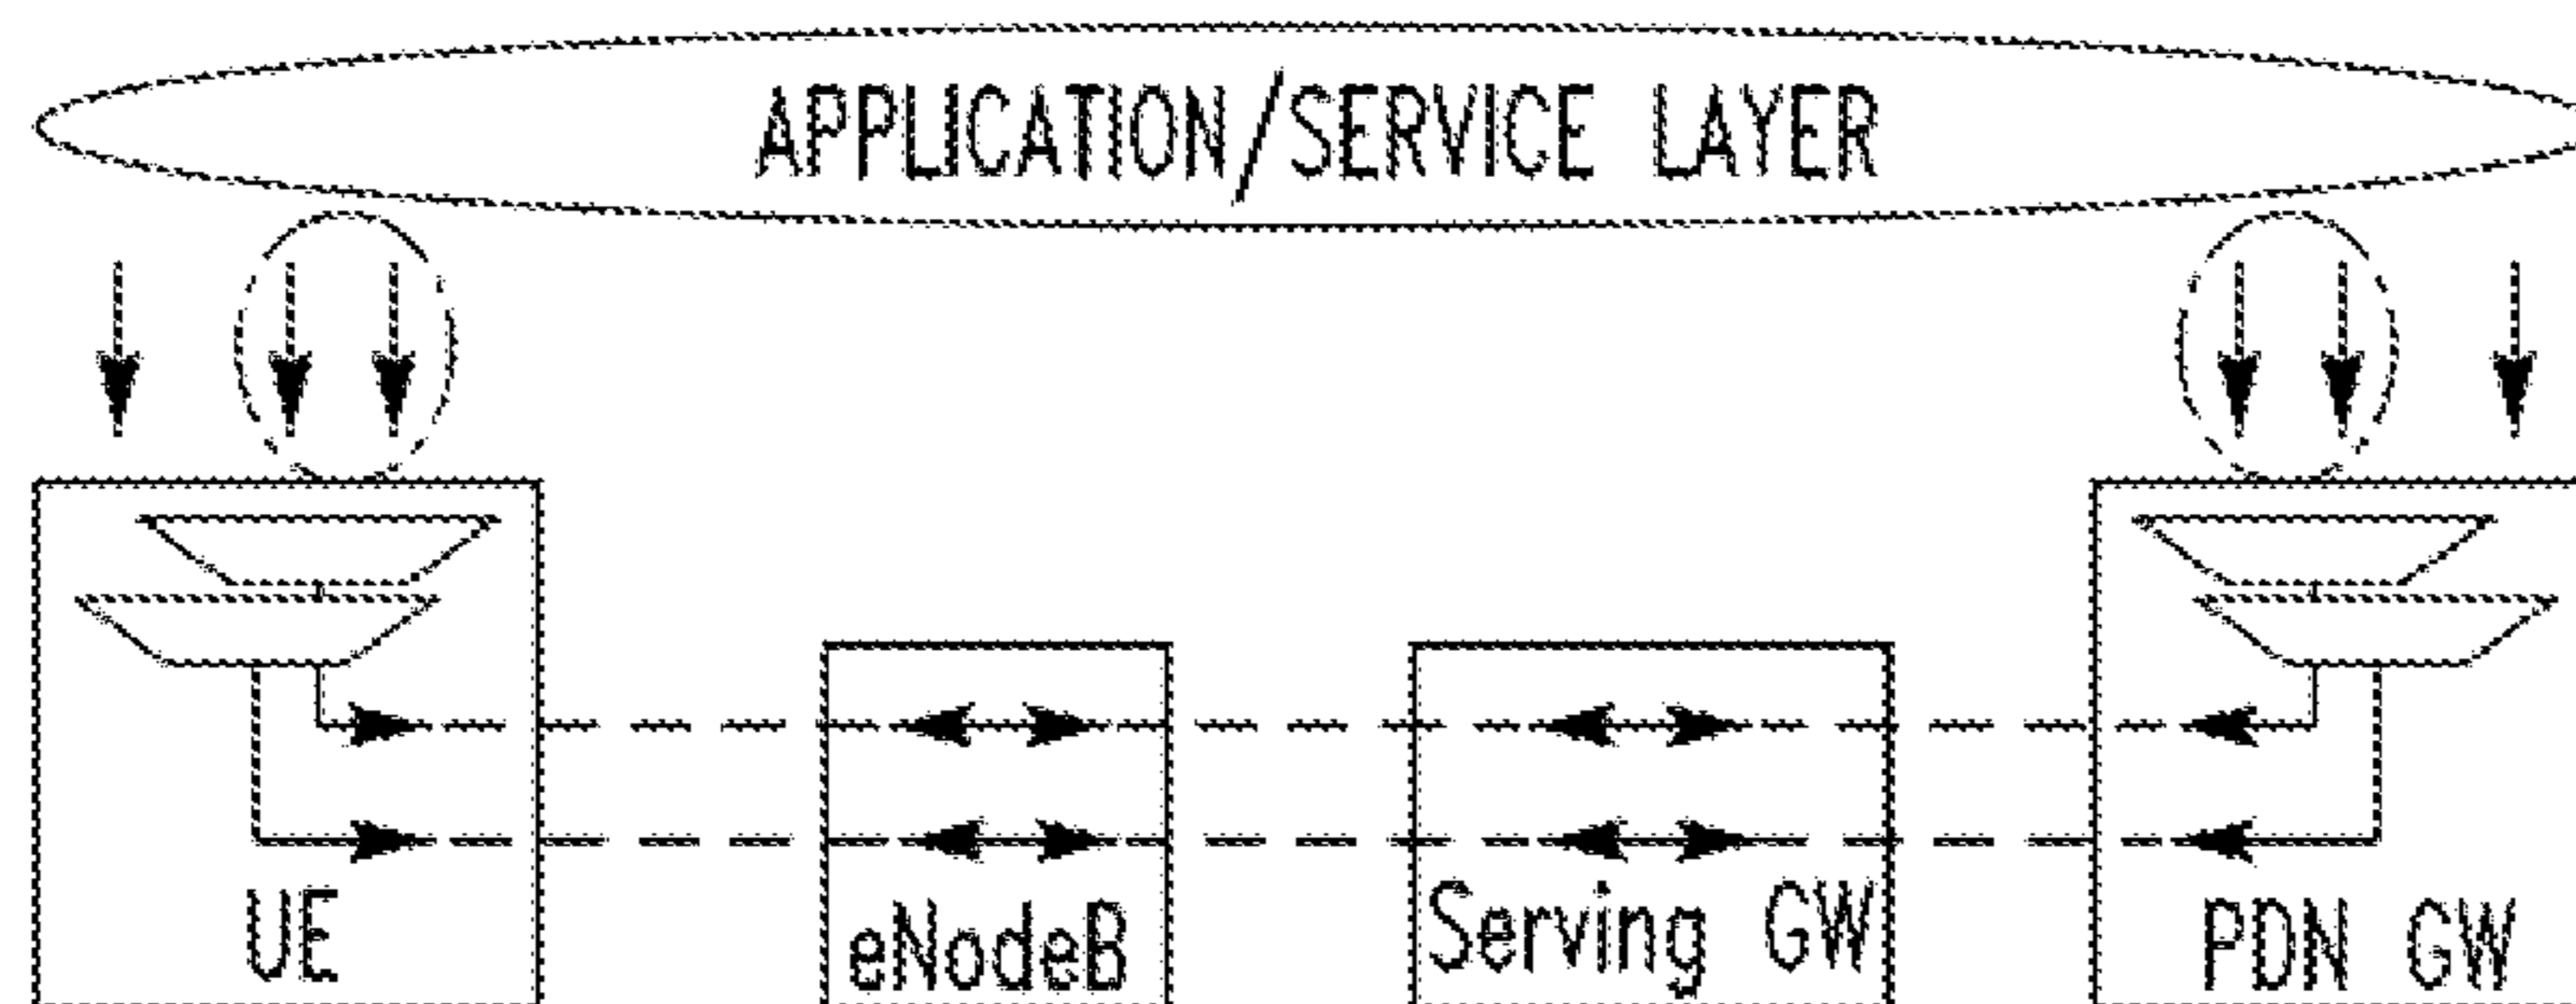 APPLICATION/SERVICE LAYER
UE
eNodeB
Serving GW
PDN GW